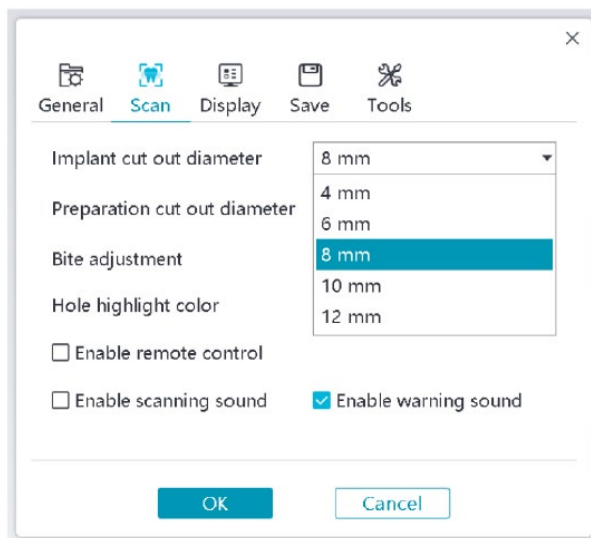 General Scan Display Save Tools
Implant cut out diameter 8 mm
4 mm
Preparation cut out diameter
6 mm
Bite adjustment 8 mm
10 mm
Hole highlight color
12 mm
Enable remote control
Enable scanning sound Enable warning sound
OK Cancel